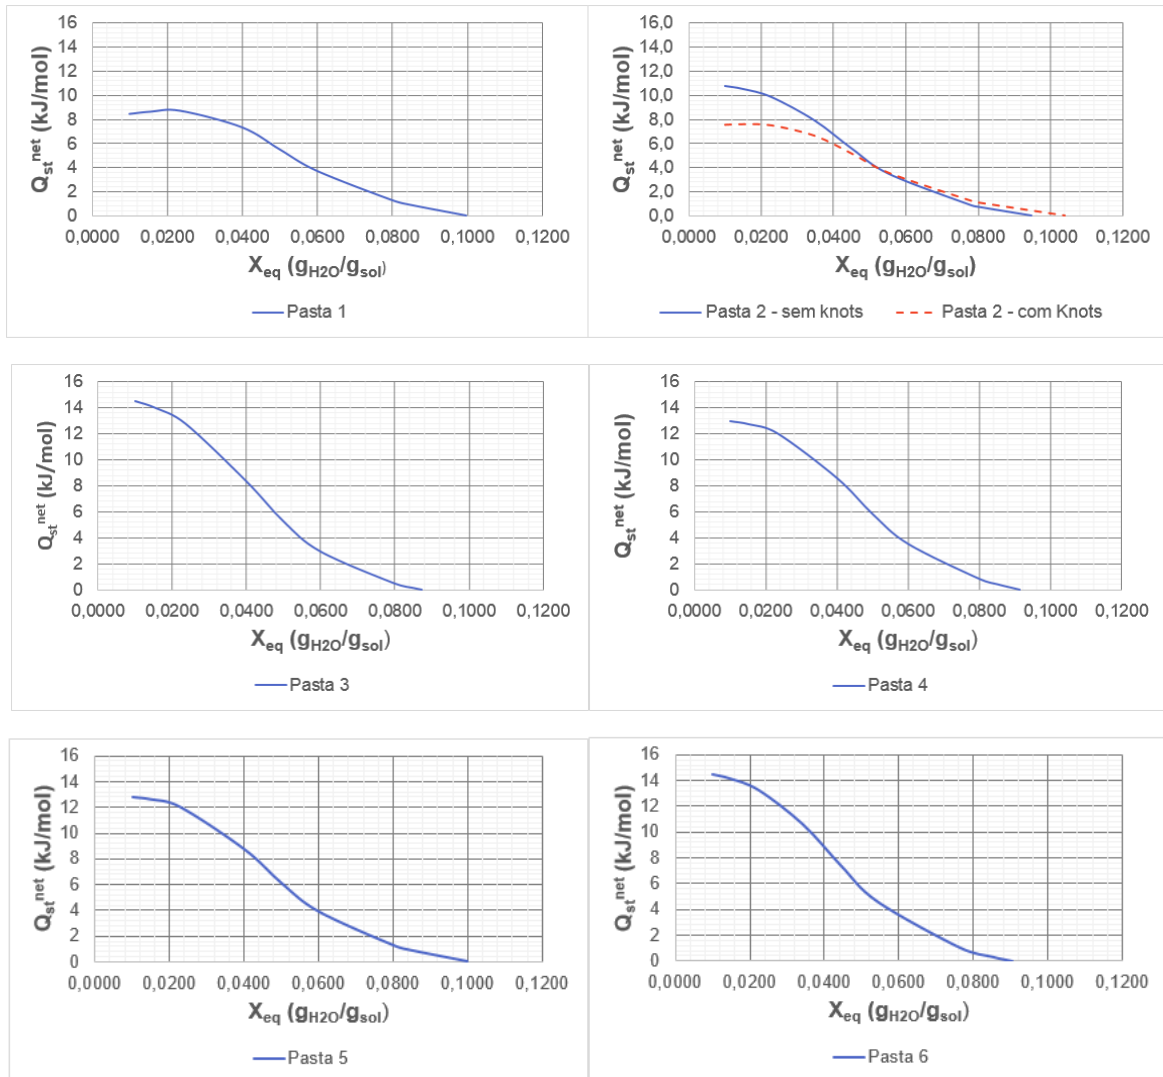 16
14
12
10
8
6
4
2
0
Q_st^net (kJ/mol)
0,0000 0,0200 0,0400 0,0600 0,0800 0,1000 0,1200
X_eq (g_H2O/g_sol)
Pasta 1
16,0
14,0
12,0
10,0
8,0
6,0
4,0
2,0
0,0
Q_st^net (kJ/mol)
0,0000 0,0200 0,0400 0,0600 0,0800 0,1000 0,1200
X_eq (g_H2O/g_sol)
Pasta 2 - sem knots Pasta 2 - com Knots
16
14
12
10
8
6
4
2
0
Q_st^net (kJ/mol)
0,0000 0,0200 0,0400 0,0600 0,0800 0,1000 0,1200
X_eq (g_H2O/g_sol)
Pasta 3
16
14
12
10
8
6
4
2
0
Q_st^net (kJ/mol)
0,0000 0,0200 0,0400 0,0600 0,0800 0,1000 0,1200
X_eq (g_H2O/g_sol)
Pasta 4
16
14
12
10
8
6
4
2
0
Q_st^net (kJ/mol)
0,0000 0,0200 0,0400 0,0600 0,0800 0,1000 0,1200
X_eq (g_H2O/g_sol)
Pasta 5
16
14
12
10
8
6
4
2
0
Q_st^net (kJ/mol)
0,0000 0,0200 0,0400 0,0600 0,0800 0,1000 0,1200
X_eq (g_H2O/g_sol)
Pasta 6